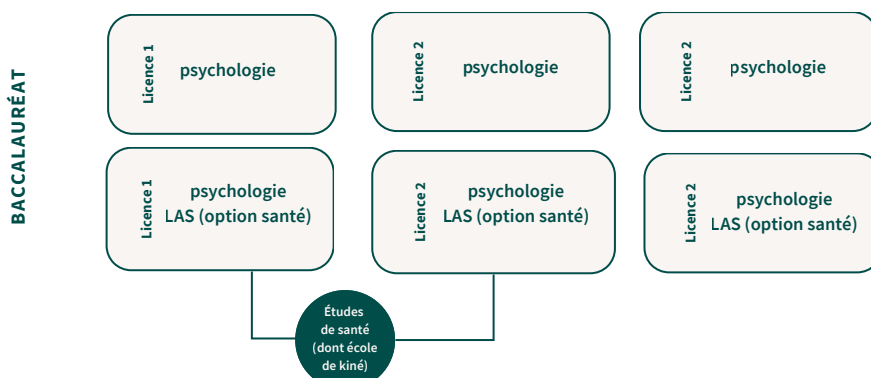 BACCALAURÉAT
Licence 1
psychologie
Licence 2
psychologie
Licence 2
psychologie
Licence 1
psychologie
LAS (option santé)
Licence 2
psychologie
LAS (option santé)
Licence 2
psychologie
LAS (option santé)
Études
de santé
(dont école
de kiné)